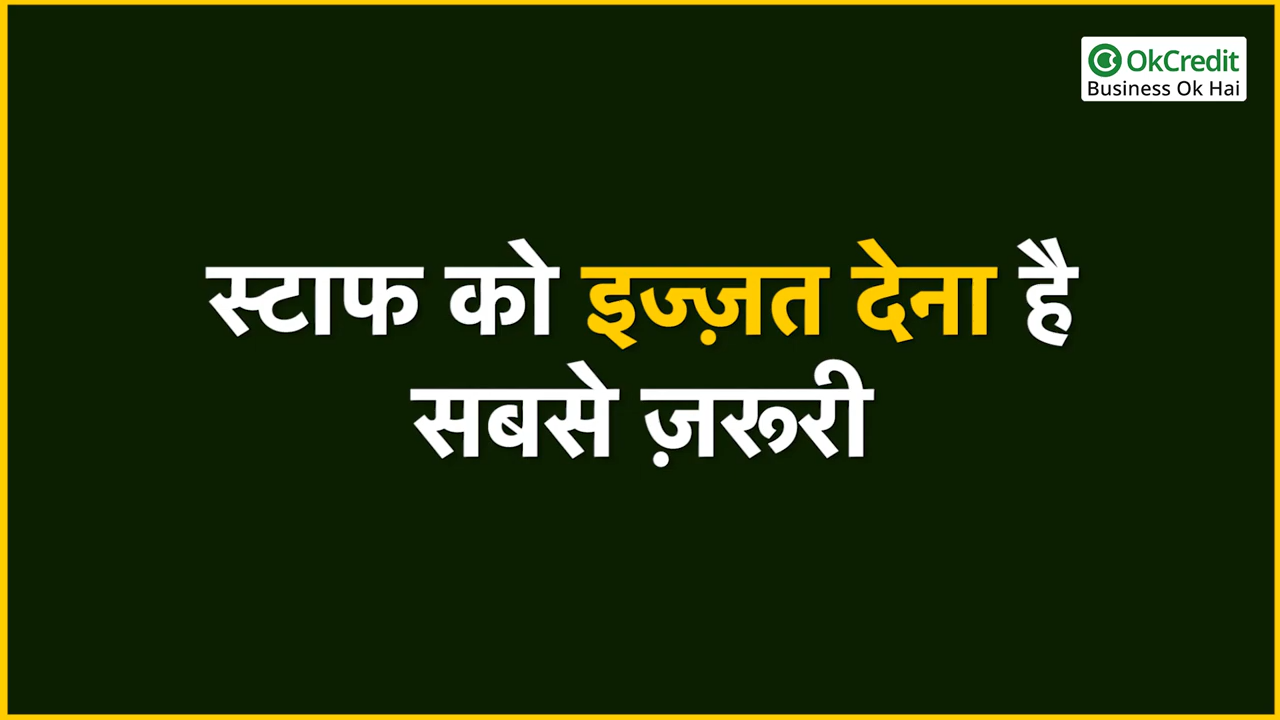 OkCredit
Business Ok Hai
स्टाफ को इज्ज़त देना है
सबसे ज़रूरी